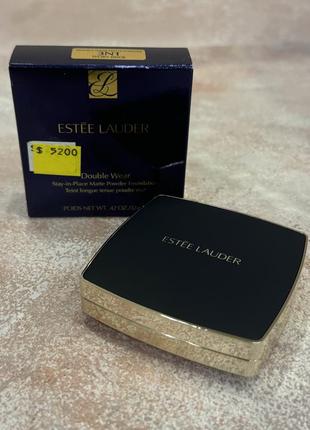 3N1
ESTĒE LAUDER
$ 5200
Double Wear
Stay-in-Place Matte Powder Foundation
Teint longue tenue poudre mat
POIDS NET WT. .42 OZ./12g
ESTĒE LAUDER